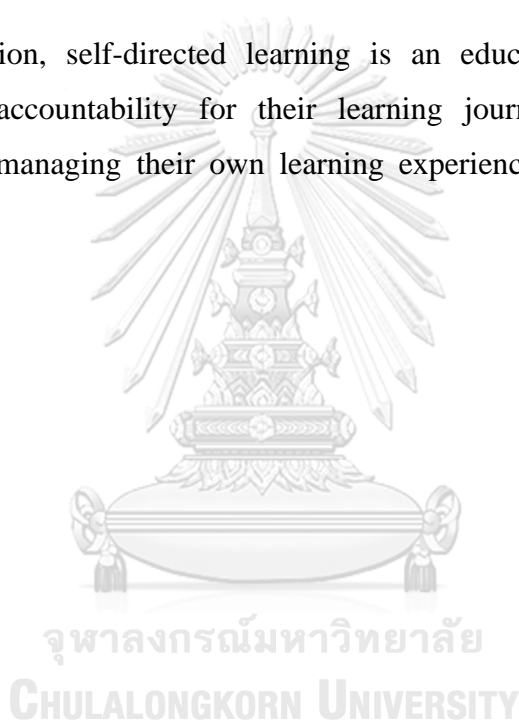 ion, self-directed learning is an educ
accountability for their learning journ
managing their own learning experienc
จุฬาลงกรณ์มหาวิทยาลัย
CHULALONGKORN UNIVERSITY